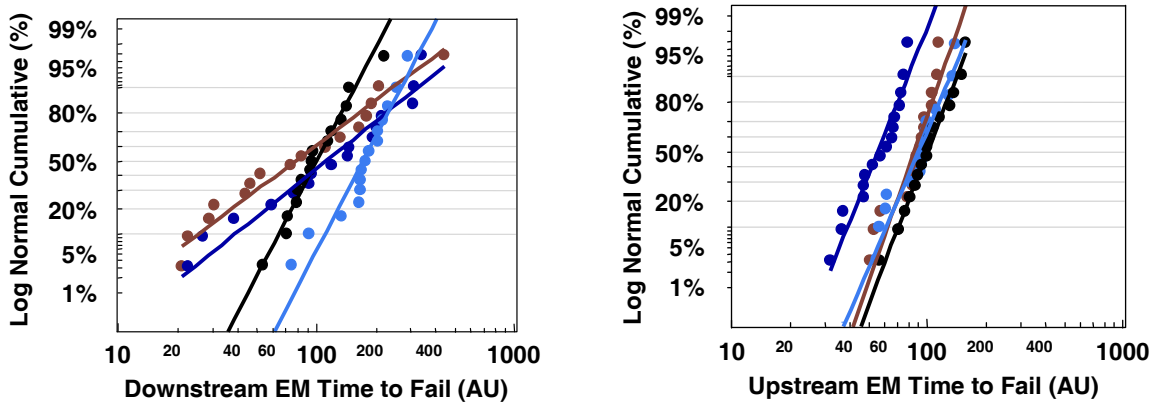 Log Normal Cumulative (%)
99%
95%
80%
50%
20%
5%
1%
10 20 40 60 100 200 400 1000
Downstream EM Time to Fail (AU)
Log Normal Cumulative (%)
99%
95%
80%
50%
20%
5%
1%
10 40 60 100 200 400 1000
Upstream EM Time to Fail (AU)